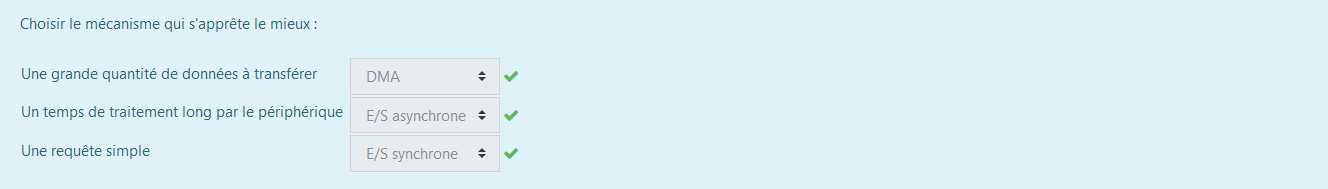 Choisir le mécanisme qui s'apprête le mieux :
Une grande quantité de données à transférer DMA
Un temps de traitement long par le périphérique E/S asynchrone
Une requête simple E/S synchrone